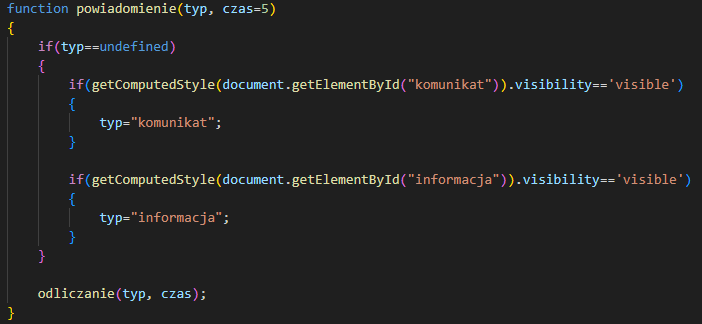 function powiadomienie(typ, czas=5)
{
if(typ==undefined)
{
if(getComputedStyle(document.getElementById("komunikat")).visibility=='visible')
{
typ="komunikat";
}
if(getComputedStyle(document.getElementById("informacja")).visibility=='visible')
{
typ="informacja";
}
}
odliczanie(typ, czas);
}